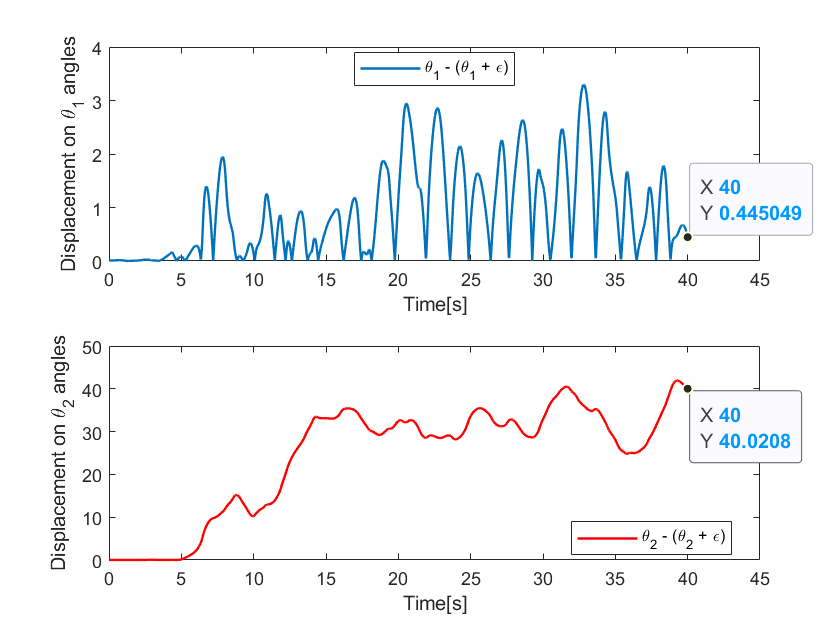 4
3
2
1
0
Displacement on θ1 angles
θ1 - (θ1 + ϵ)
X 40
Y 0.445049
0 5 10 15 20 25 30 35 40 45
Time[s]
50
40
30
20
10
0
Displacement on θ2 angles
X 40
Y 40.0208
θ2 - (θ2 + ϵ)
0 5 10 15 20 25 30 35 40 45
Time[s]